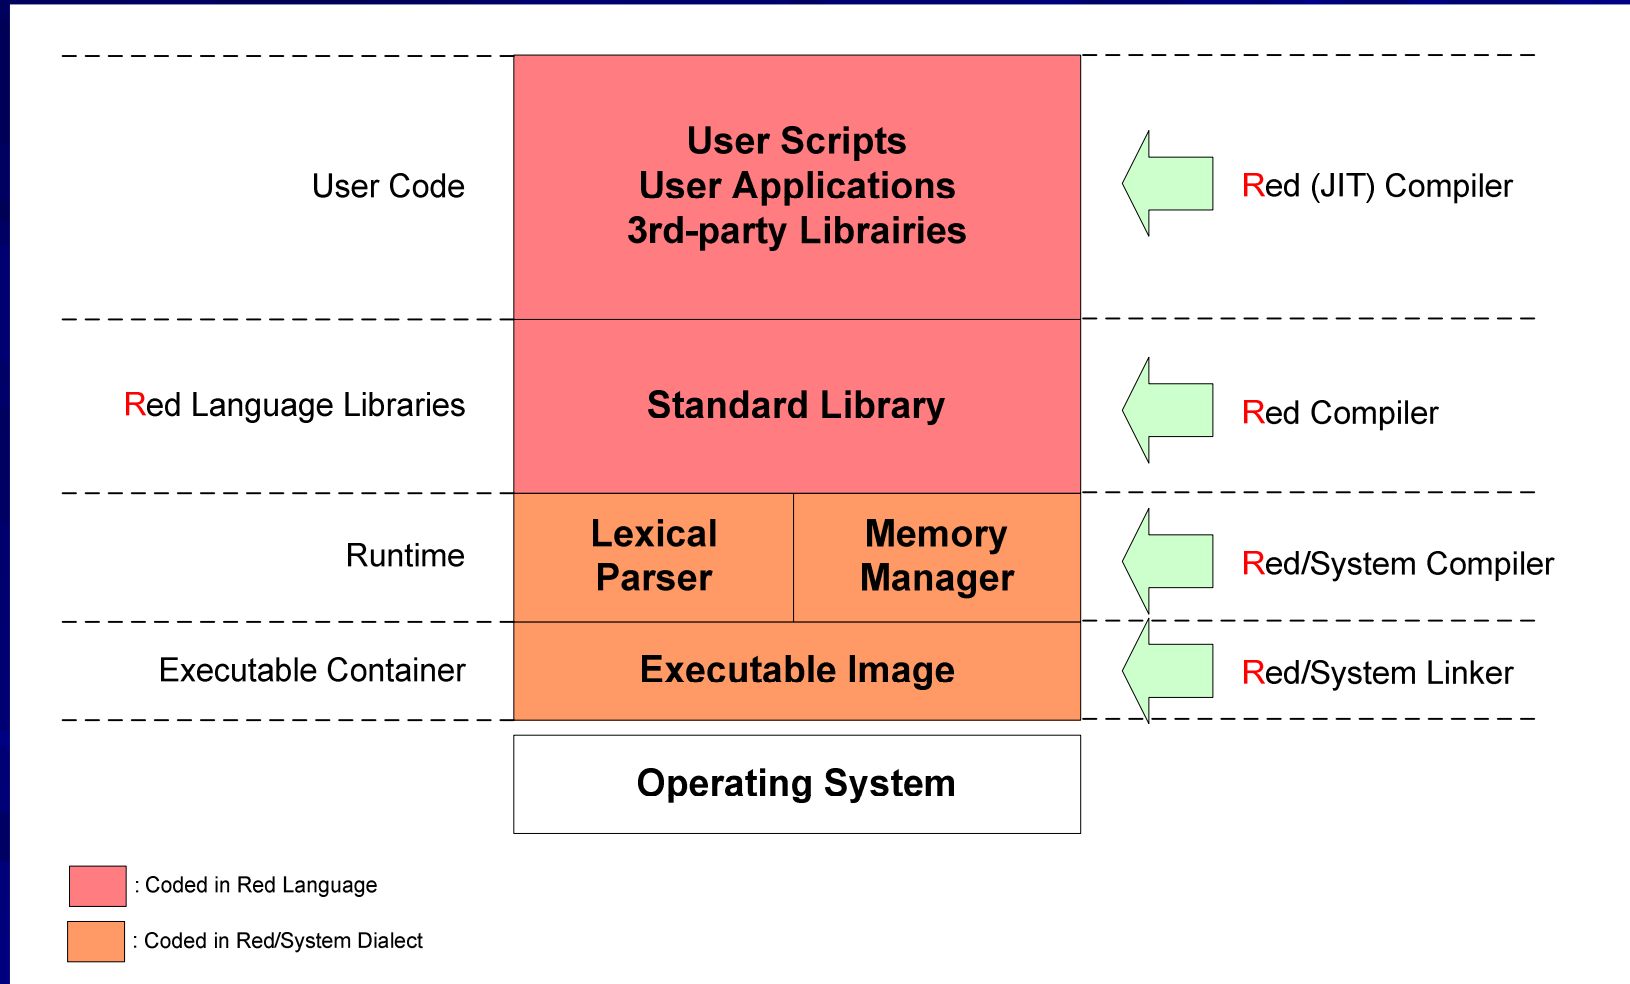 User Code
User Scripts
User Applications
3rd-party Librairies
Red (JIT) Compiler
Red Language Libraries
Standard Library
Red Compiler
Runtime
Lexical
Parser
Memory
Manager
Red/System Compiler
Executable Container
Executable Image
Red/System Linker
Operating System
: Coded in Red Language
: Coded in Red/System Dialect